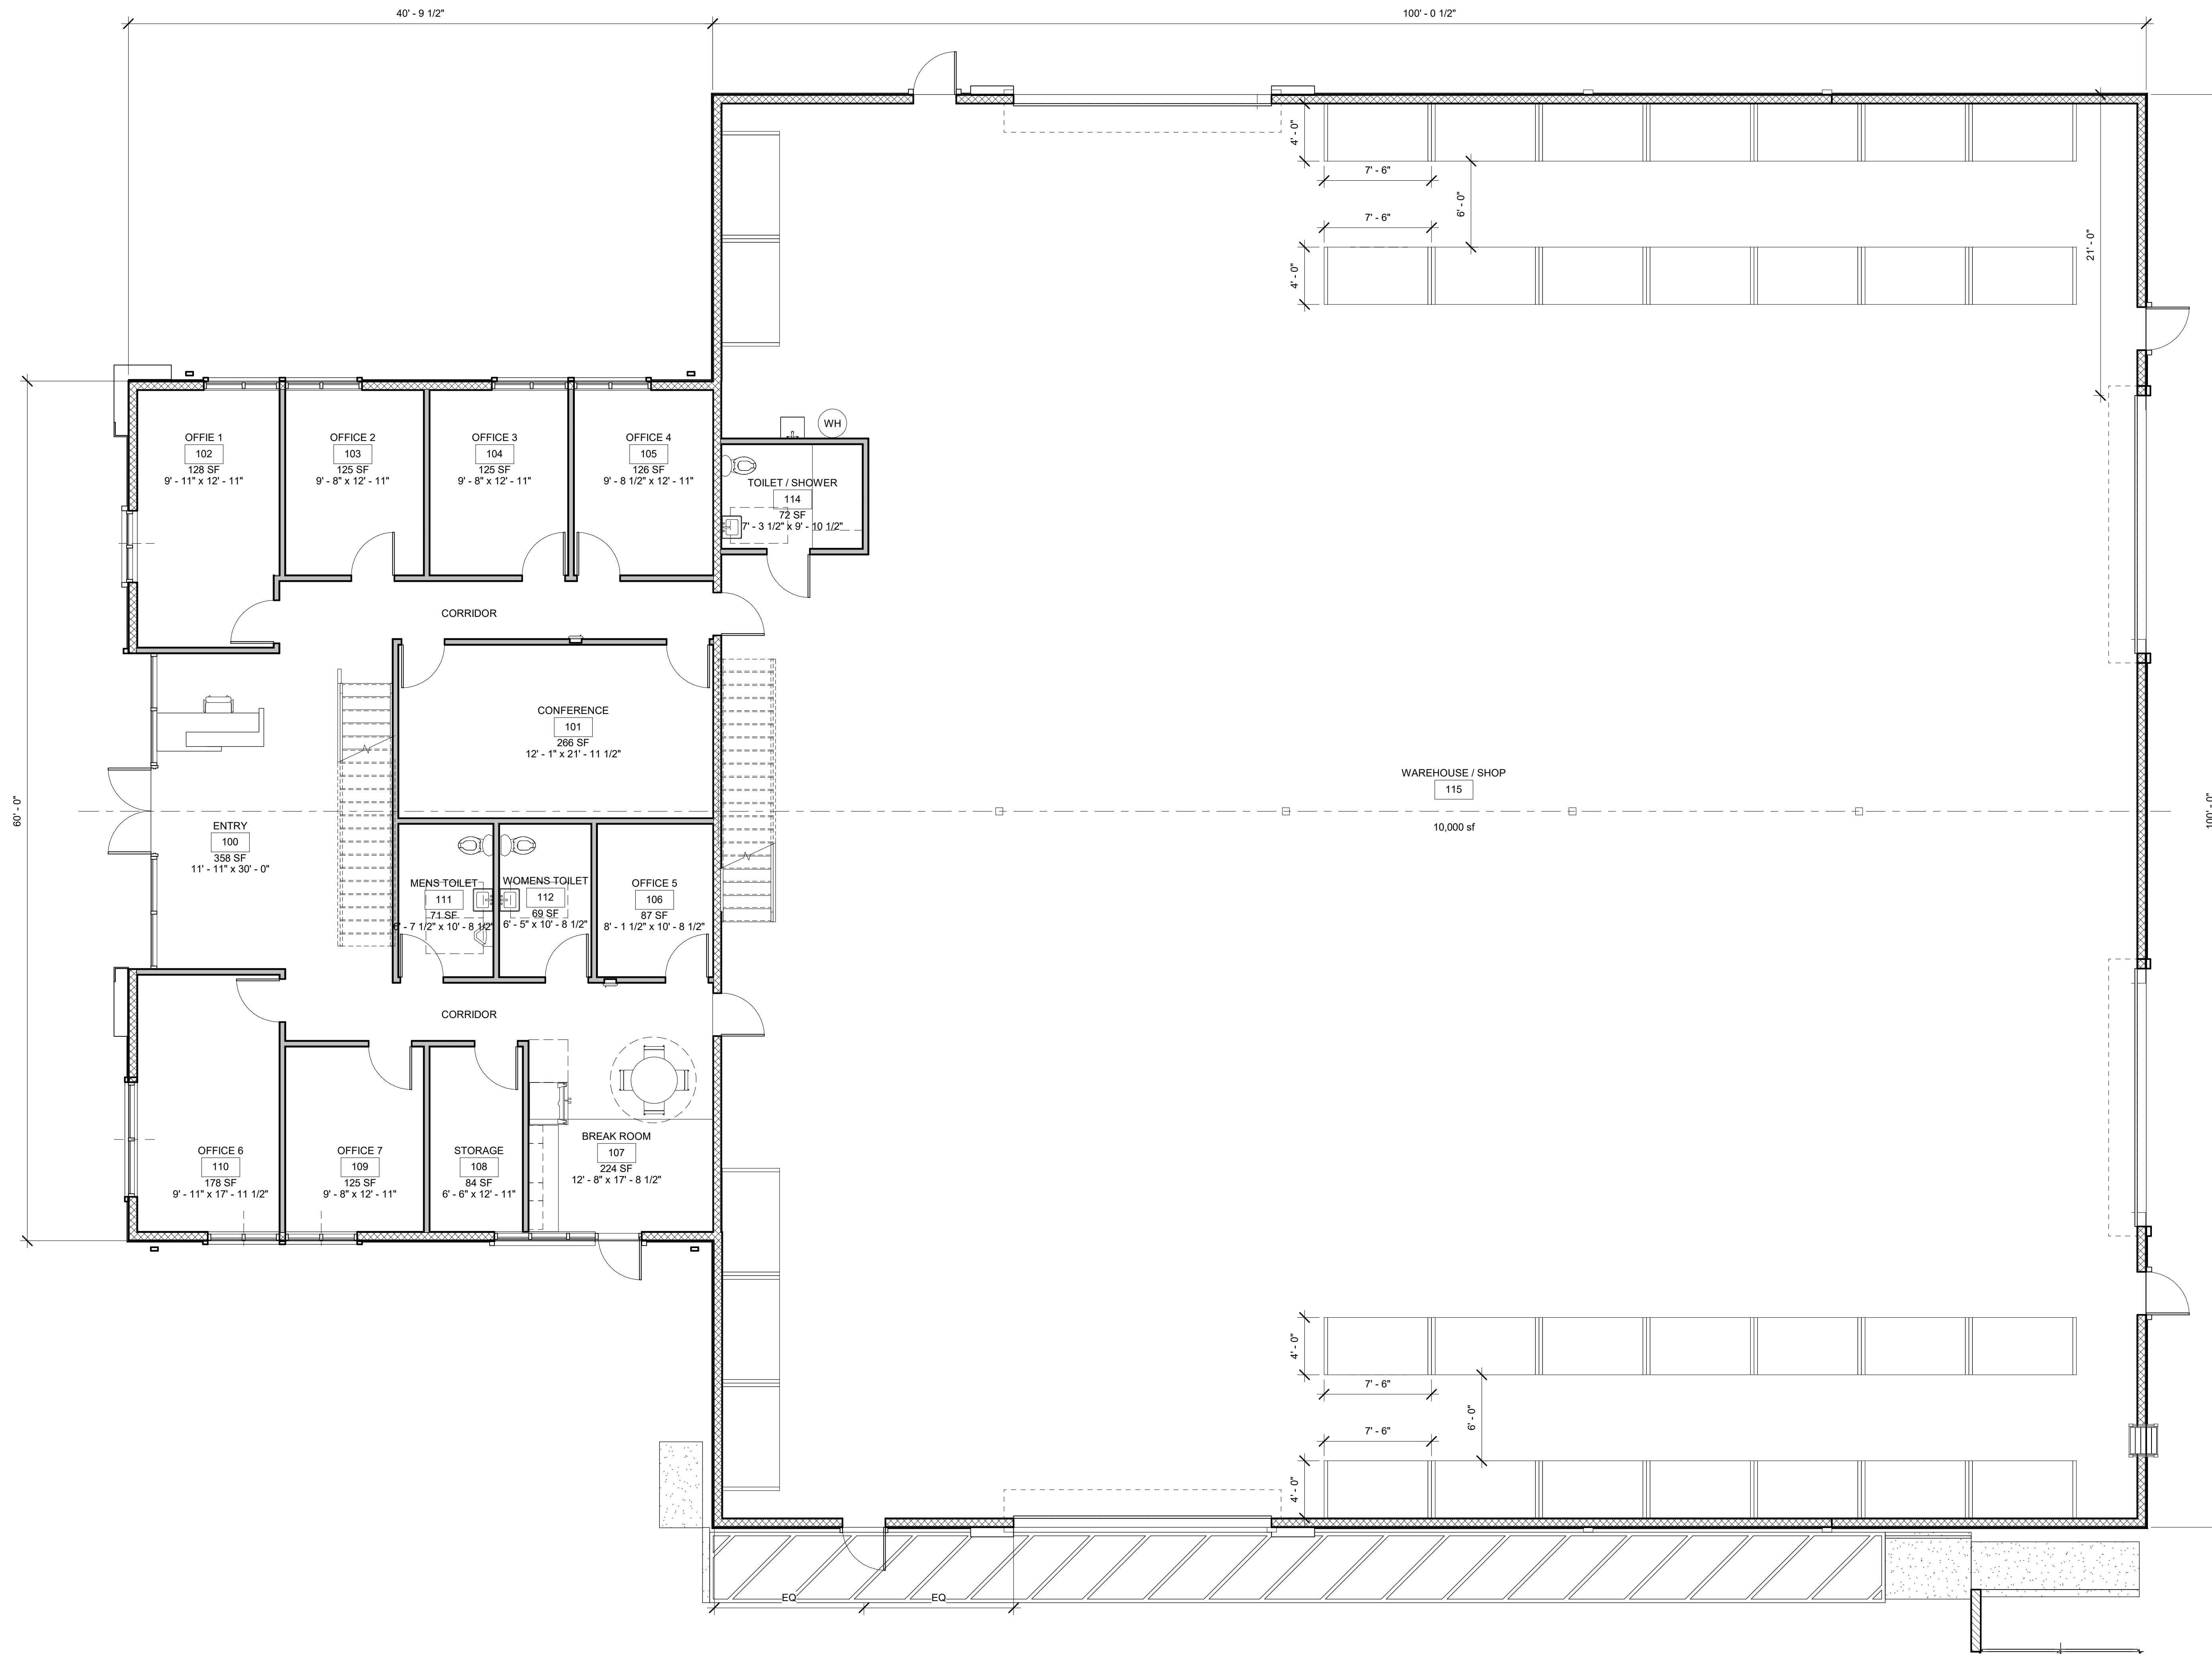 40' - 9 1/2"
100' - 0 1/2"
4' - 0"
7' - 6"
6' - 0"
7' - 6"
4' - 0"
21' - 0"
WH
OFFIE 1
102
128 SF
9' - 11" x 12' - 11"
OFFICE 2
103
125 SF
9' - 8" x 12' - 11"
OFFICE 3
104
125 SF
9' - 8" x 12' - 11"
OFFICE 4
105
126 SF
9' - 8 1/2" x 12' - 11"
TOILET / SHOWER
114
72 SF
7' - 3 1/2" x 9' - 10 1/2"
CORRIDOR
CONFERENCE
101
266 SF
12' - 1" x 21' - 11 1/2"
WAREHOUSE / SHOP
115
10,000 sf
60' - 0"
100' - 0"
ENTRY
100
358 SF
11' - 11" x 30' - 0"
MENS TOILET
111
71 SF
6' - 7 1/2" x 10' - 8 1/2"
WOMENS TOILET
112
69 SF
6' - 5" x 10' - 8 1/2"
OFFICE 5
106
87 SF
8' - 1 1/2" x 10' - 8 1/2"
CORRIDOR
OFFICE 6
110
178 SF
9' - 11" x 17' - 11 1/2"
OFFICE 7
109
125 SF
9' - 8" x 12' - 11"
STORAGE
108
84 SF
6' - 6" x 12' - 11"
BREAK ROOM
107
224 SF
12' - 8" x 17' - 8 1/2"
4' - 0"
7' - 6"
6' - 0"
7' - 6"
4' - 0"
EQ
EQ